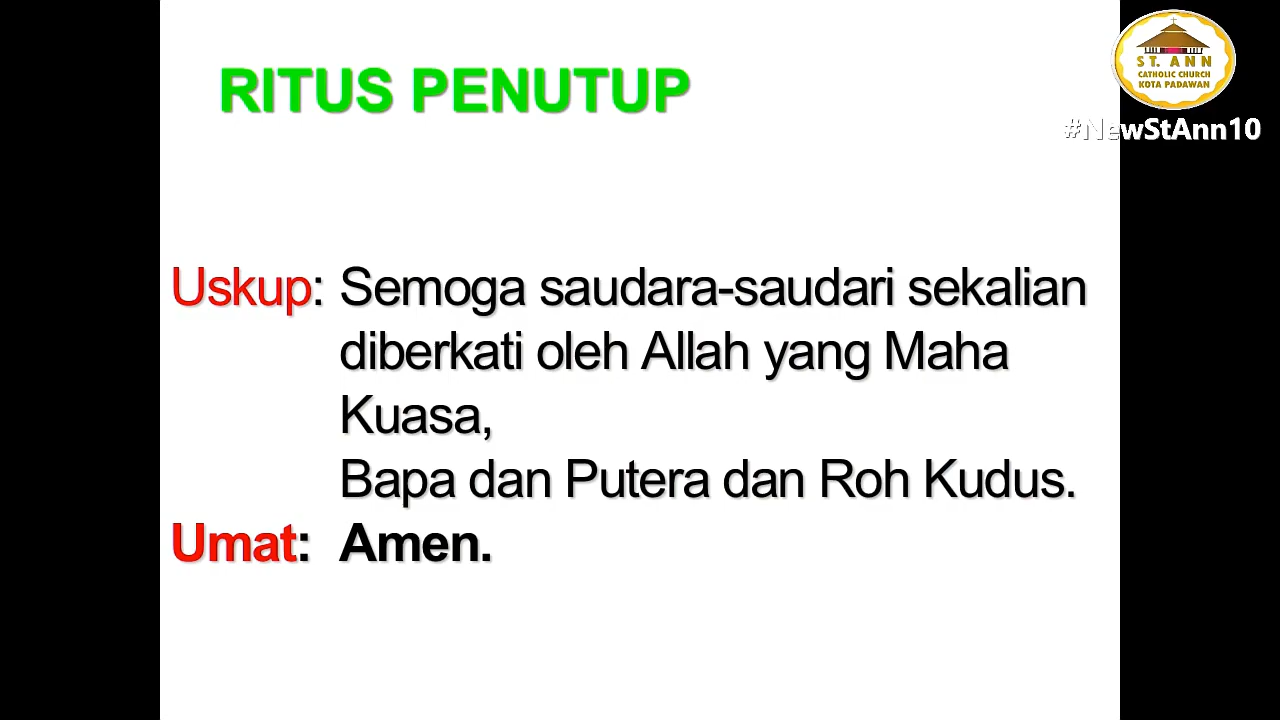 RITUS PENUTUP
ST. ANN
CATHOLIC CHURCH
KOTA PADAWAN
#NewStAnn10
Uskup: Semoga saudara-saudari sekalian
diberkati oleh Allah yang Maha
Kuasa,
Bapa dan Putera dan Roh Kudus.
Umat: Amen.